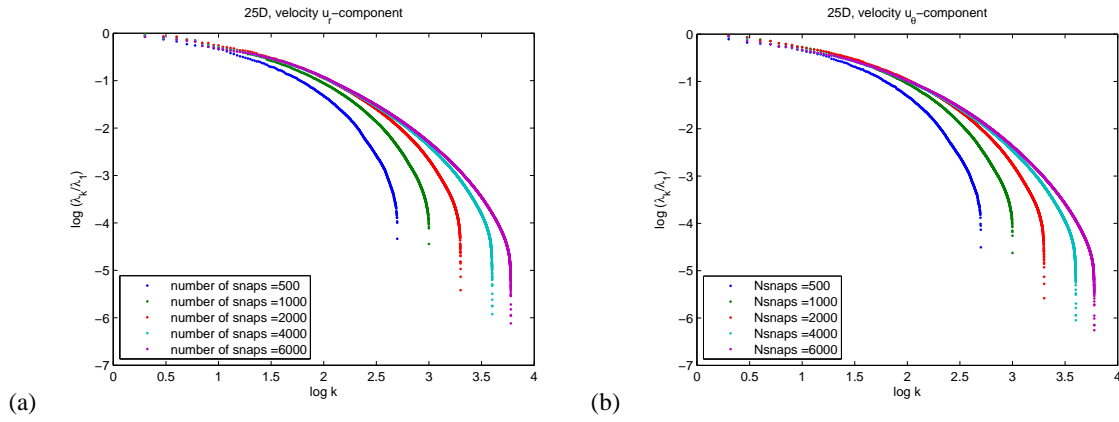 25D, velocity u_r-component
log (λ_k/λ_1)
0
−1
−2
−3
−4
−5
−6
−7
number of snaps =500
number of snaps =1000
number of snaps =2000
number of snaps =4000
number of snaps =6000
0 0.5 1 1.5 2 2.5 3 3.5 4
log k
(a)
25D, velocity u_θ-component
log (λ_k/λ_1)
0
−1
−2
−3
−4
−5
−6
−7
Nsnaps =500
Nsnaps =1000
Nsnaps =2000
Nsnaps =4000
Nsnaps =6000
0 0.5 1 1.5 2 2.5 3 3.5 4
log k
(b)